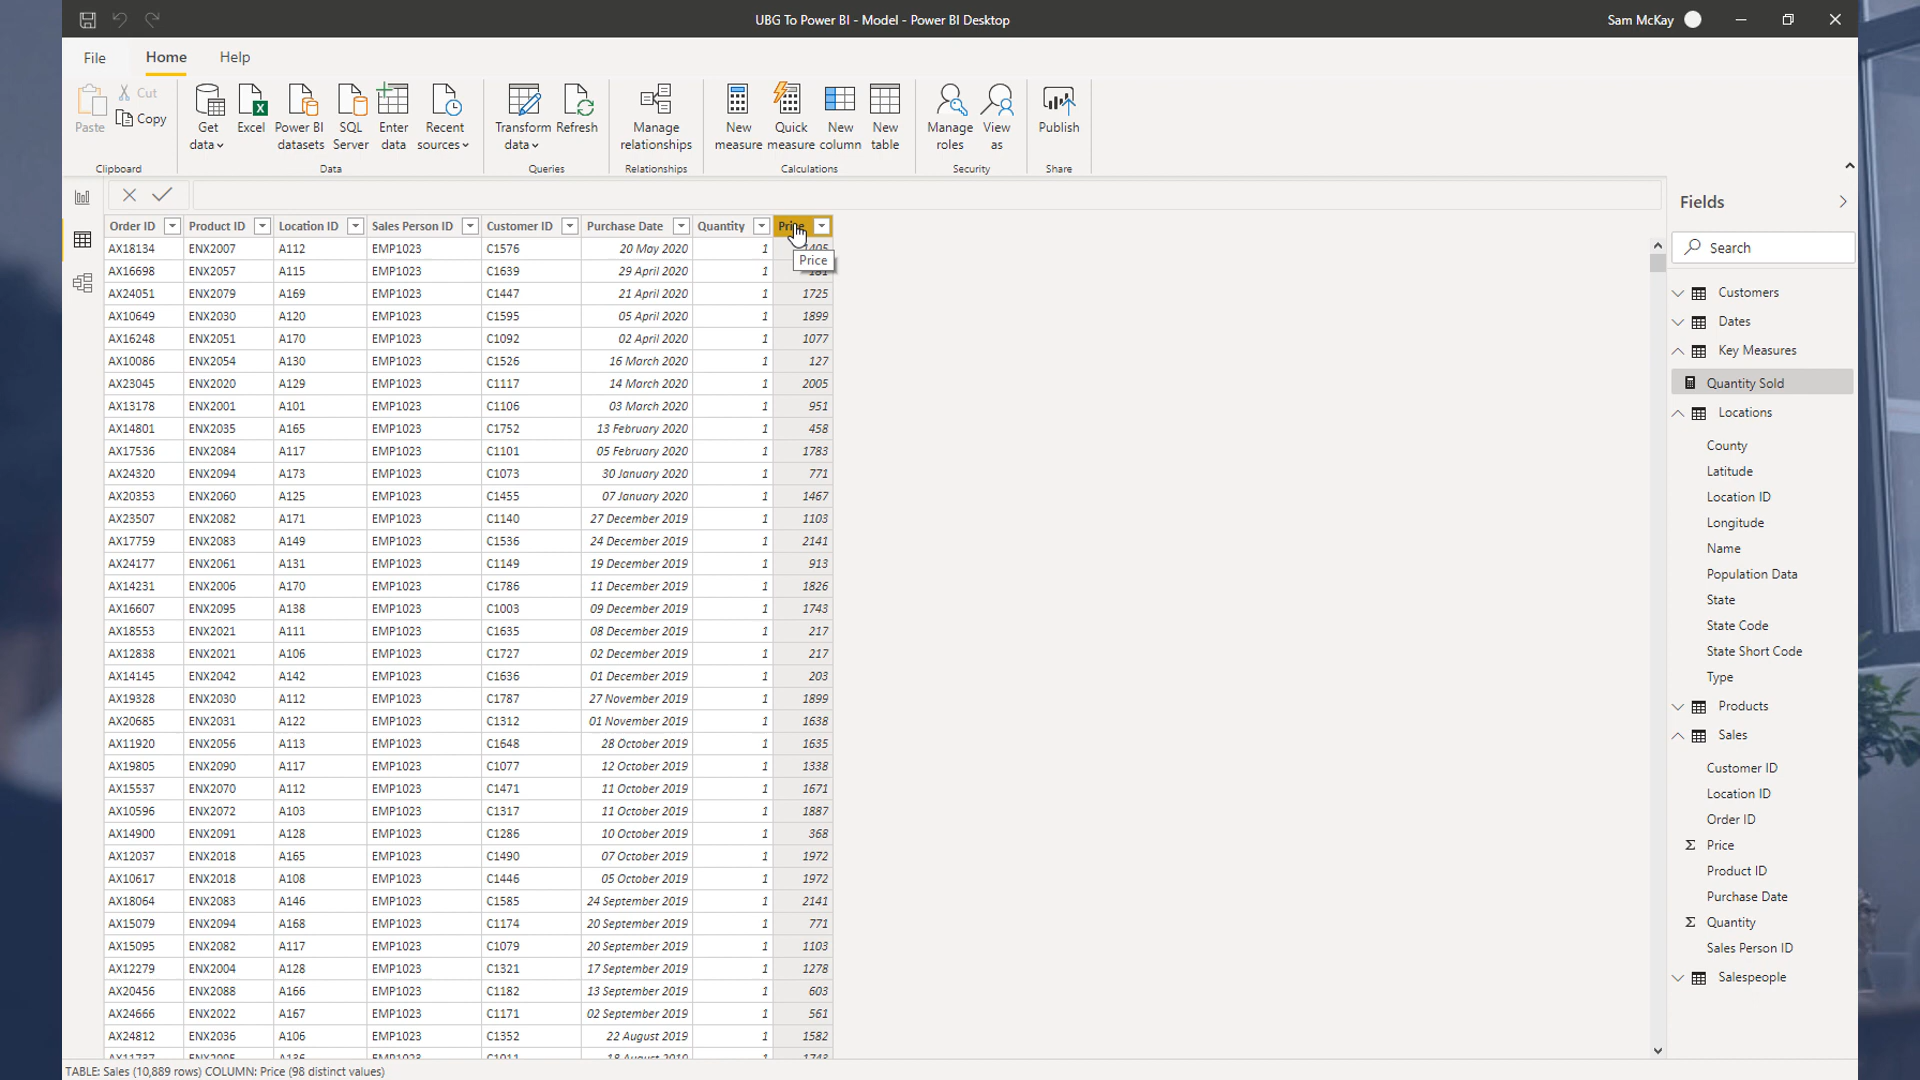 UBG To Power BI - Model - Power BI Desktop
Sam McKay
File Home Help
Paste
Cut
Copy
Get data
Excel
Power BI datasets
SQL Server
Enter data
Recent sources
Transform data
Refresh
Manage relationships
New measure
Quick measure
New column
New table
Manage roles
View as
Publish
Clipboard Data Queries Relationships Calculations Security Share
Order ID Product ID Location ID Sales Person ID Customer ID Purchase Date Quantity Price
AX18134 ENX2007 A112 EMP1023 C1576 20 May 2020 1 1405
Price
AX16698 ENX2057 A115 EMP1023 C1639 29 April 2020 1 181
AX24051 ENX2079 A169 EMP1023 C1447 21 April 2020 1 1725
AX10649 ENX2030 A120 EMP1023 C1595 05 April 2020 1 1899
AX16248 ENX2051 A170 EMP1023 C1092 02 April 2020 1 1077
AX10086 ENX2054 A130 EMP1023 C1526 16 March 2020 1 127
AX23045 ENX2020 A129 EMP1023 C1117 14 March 2020 1 2005
AX13178 ENX2001 A101 EMP1023 C1106 03 March 2020 1 951
AX14801 ENX2035 A165 EMP1023 C1752 13 February 2020 1 458
AX17536 ENX2084 A117 EMP1023 C1101 05 February 2020 1 1783
AX24320 ENX2094 A173 EMP1023 C1073 30 January 2020 1 771
AX20353 ENX2060 A125 EMP1023 C1455 07 January 2020 1 1467
AX23507 ENX2082 A171 EMP1023 C1140 27 December 2019 1 1103
AX17759 ENX2083 A149 EMP1023 C1536 24 December 2019 1 2141
AX24177 ENX2061 A131 EMP1023 C1149 19 December 2019 1 913
AX14231 ENX2006 A170 EMP1023 C1786 11 December 2019 1 1826
AX16607 ENX2095 A138 EMP1023 C1003 09 December 2019 1 1743
AX18553 ENX2021 A111 EMP1023 C1635 08 December 2019 1 217
AX12838 ENX2021 A106 EMP1023 C1727 02 December 2019 1 217
AX14145 ENX2042 A142 EMP1023 C1636 01 December 2019 1 203
AX19328 ENX2030 A112 EMP1023 C1787 27 November 2019 1 1899
AX20685 ENX2031 A122 EMP1023 C1312 01 November 2019 1 1638
AX11920 ENX2056 A113 EMP1023 C1648 28 October 2019 1 1635
AX19805 ENX2090 A117 EMP1023 C1077 12 October 2019 1 1338
AX15537 ENX2070 A112 EMP1023 C1471 11 October 2019 1 1671
AX10596 ENX2072 A103 EMP1023 C1317 11 October 2019 1 1887
AX14900 ENX2091 A128 EMP1023 C1286 10 October 2019 1 368
AX12037 ENX2018 A165 EMP1023 C1490 07 October 2019 1 1972
AX10617 ENX2018 A108 EMP1023 C1446 05 October 2019 1 1972
AX18064 ENX2083 A146 EMP1023 C1585 24 September 2019 1 2141
AX15079 ENX2094 A168 EMP1023 C1174 20 September 2019 1 771
AX15095 ENX2082 A117 EMP1023 C1079 20 September 2019 1 1103
AX12279 ENX2004 A128 EMP1023 C1321 17 September 2019 1 1278
AX20456 ENX2088 A166 EMP1023 C1182 13 September 2019 1 603
AX24666 ENX2022 A167 EMP1023 C1171 02 September 2019 1 561
AX24812 ENX2036 A106 EMP1023 C1352 22 August 2019 1 1582
AX11737 ENX2095 A136 EMP1023 C1011 18 August 2019 1 1743
Fields
Search
Customers
Dates
Key Measures
Quantity Sold
Locations
County
Latitude
Location ID
Longitude
Name
Population Data
State
State Code
State Short Code
Type
Products
Sales
Customer ID
Location ID
Order ID
Σ Price
Product ID
Purchase Date
Σ Quantity
Sales Person ID
Salespeople
TABLE: Sales (10,889 rows) COLUMN: Price (98 distinct values)